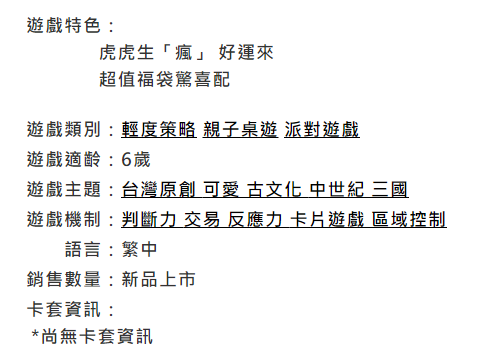 遊戲特色：
虎虎生「瘋」 好運來
超值福袋驚喜配
遊戲類別：輕度策略 親子桌遊 派對遊戲
遊戲適齡：6歲
遊戲主題：台灣原創 可愛 古文化 中世紀 三國
遊戲機制：判斷力 交易 反應力 卡片遊戲 區域控制
語言：繁中
銷售數量：新品上市
卡套資訊：
*尚無卡套資訊